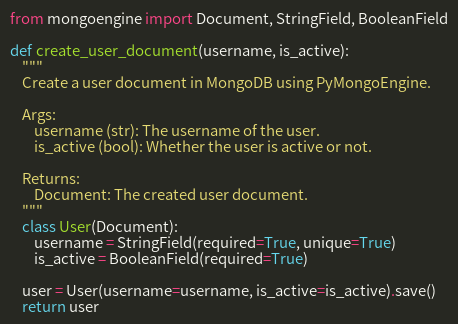 from mongoengine import Document, StringField, BooleanField

def create_user_document(username, is_active):
    """
    Create a user document in MongoDB using PyMongoEngine.

    Args:
        username (str): The username of the user.
        is_active (bool): Whether the user is active or not.

    Returns:
        Document: The created user document.
    """
    class User(Document):
        username = StringField(required=True, unique=True)
        is_active = BooleanField(required=True)

    user = User(username=username, is_active=is_active).save()
    return user